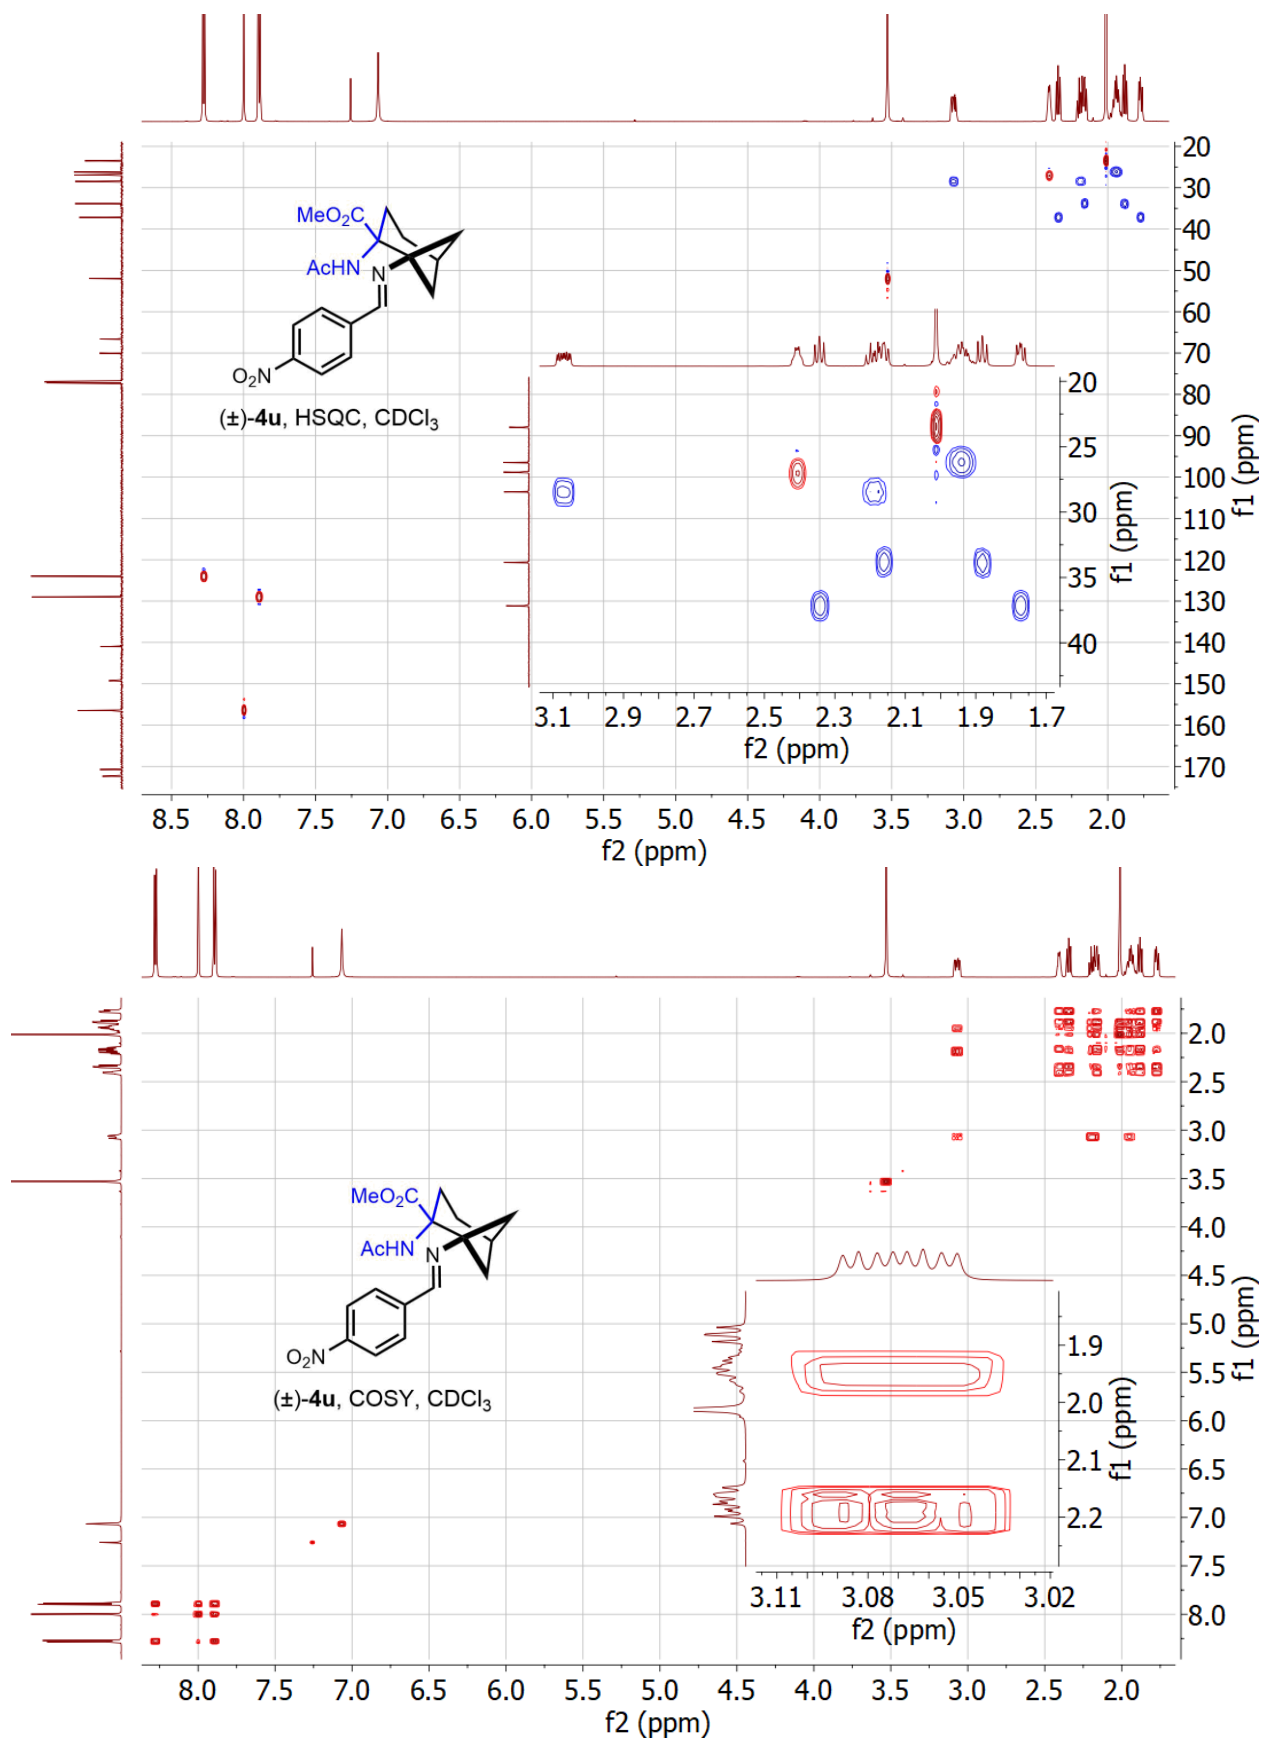 20
30
40
50
60
70
80
90
100
110
120
130
140
150
160
170
f1 (ppm)
MeO2C
AcHN
N
O2N
(±)-4u, HSQC, CDCl3
20
25
30
35
40
f1 (ppm)
3.1 2.9 2.7 2.5 2.3 2.1 1.9 1.7
f2 (ppm)
8.5 8.0 7.5 7.0 6.5 6.0 5.5 5.0 4.5 4.0 3.5 3.0 2.5 2.0
f2 (ppm)
2.0
2.5
3.0
3.5
4.0
4.5
5.0
5.5
6.0
6.5
7.0
7.5
8.0
f1 (ppm)
MeO2C
AcHN
N
O2N
(±)-4u, COSY, CDCl3
1.9
2.0
2.1
2.2
f1 (ppm)
3.11 3.08 3.05 3.02
f2 (ppm)
8.0 7.5 7.0 6.5 6.0 5.5 5.0 4.5 4.0 3.5 3.0 2.5 2.0
f2 (ppm)